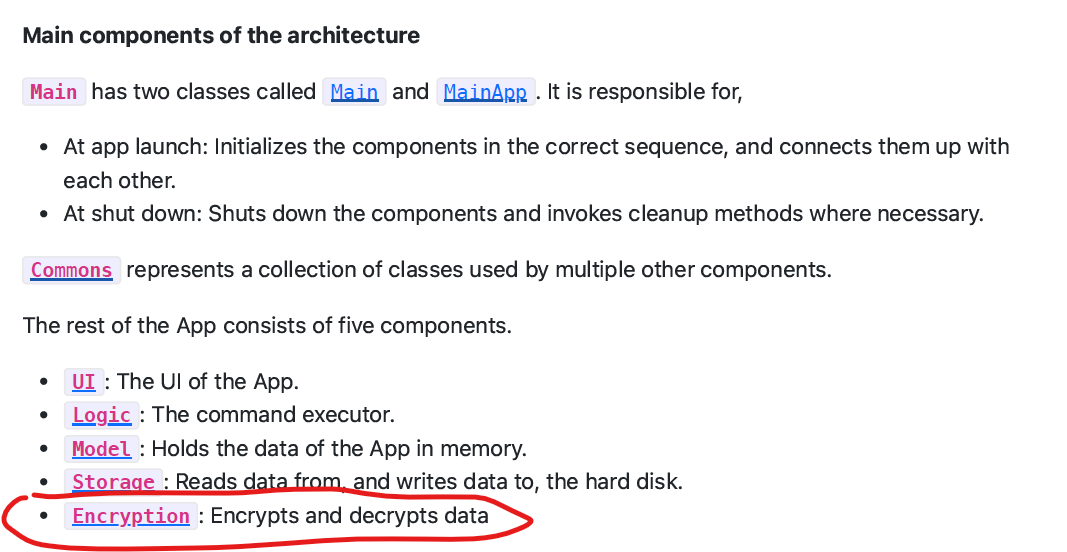 Main components of the architecture
Main has two classes called Main and MainApp. It is responsible for,
• At app launch: Initializes the components in the correct sequence, and connects them up with
each other.
• At shut down: Shuts down the components and invokes cleanup methods where necessary.
Commons represents a collection of classes used by multiple other components.
The rest of the App consists of five components.
• UI: The UI of the App.
• Logic: The command executor.
• Model: Holds the data of the App in memory.
• Storage: Reads data from, and writes data to, the hard disk.
• Encryption: Encrypts and decrypts data